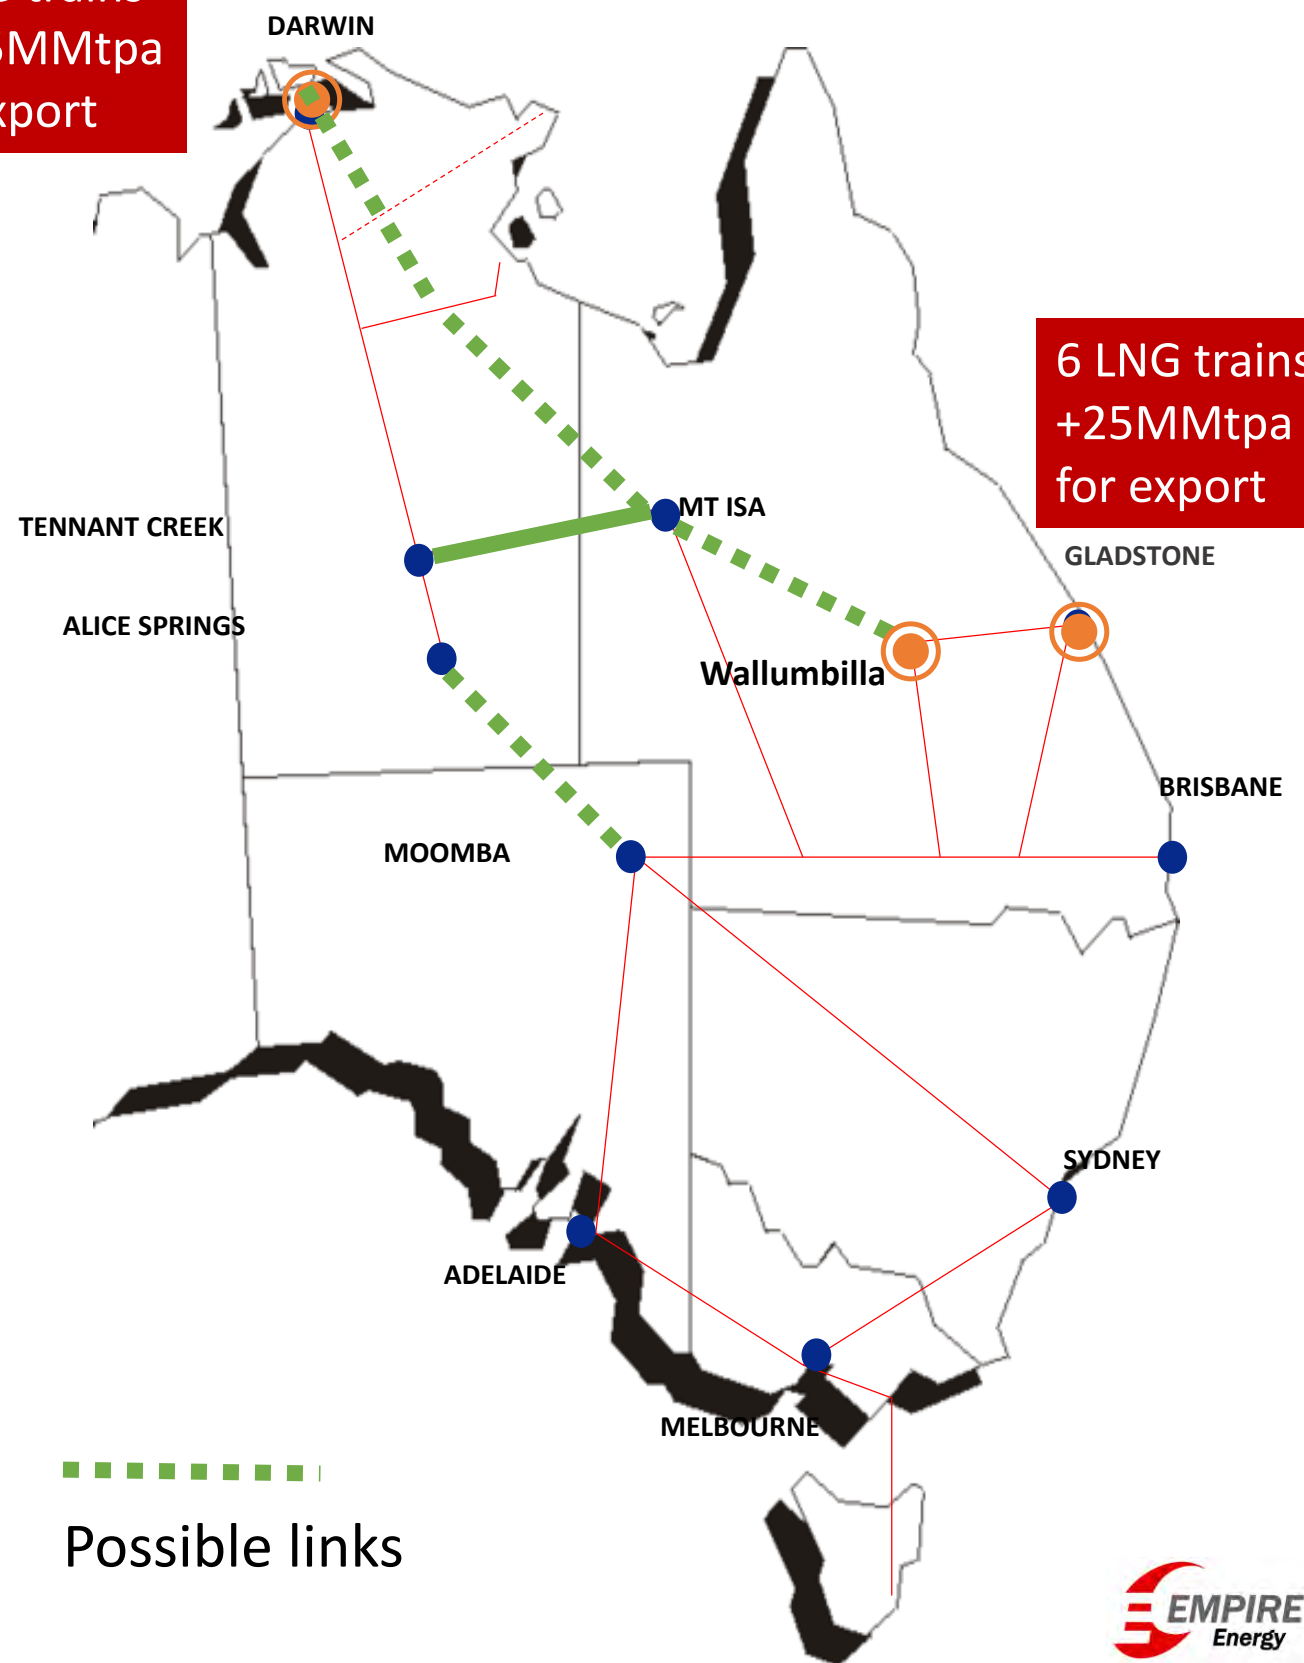 DARWIN
MMtpa
6 LNG trains
+25MMtpa
for export
GLADSTONE
MT ISA
TENNANT CREEK
ALICE SPRINGS
Wallumbilla
BRISBANE
MOOMBA
SYDNEY
ADELAIDE
MELBOURNE
Possible links
EMPIRE
Energy